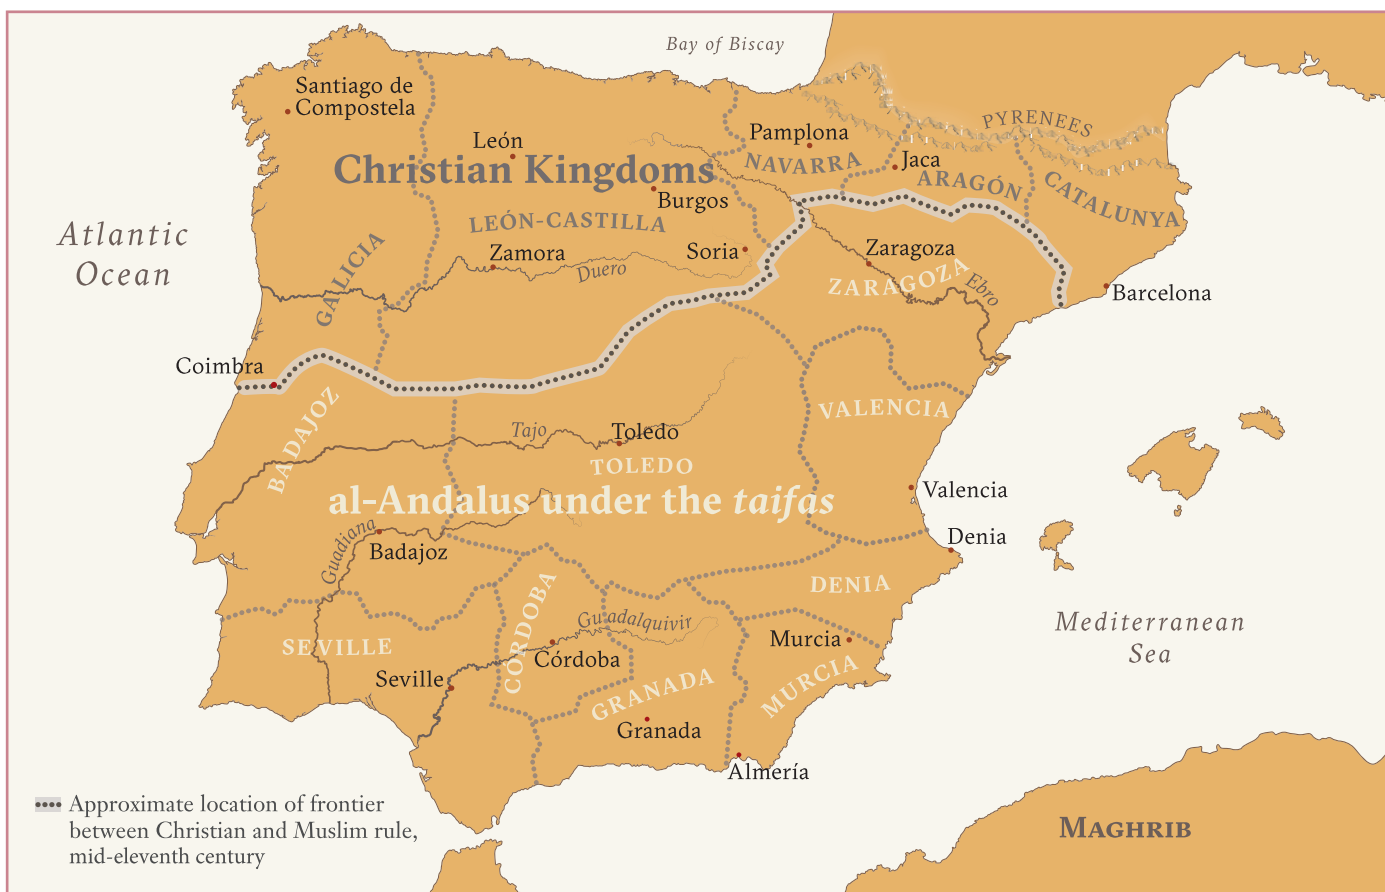 Bay of Biscay
Santiago de
Compostela
PYRENEES
León
Pamplona
Christian Kingdoms
NAVARRA
Jaca
ARAGÓN
CATALUNYA
Burgos
LEÓN-CASTILLA
Atlantic
Ocean
GALICIA
Zamora
Duero
Soria
Zaragoza
ZARAGOZA
Ebro
Barcelona
Coimbra
BADAJOZ
VALENCIA
Tajo
Toledo
TOLEDO
al-Andalus under the taifas
Valencia
Guadiana
Badajoz
Denia
DENIA
CÓRDOBA
Guadalquivir
Mediterranean
Sea
SEVILLE
Córdoba
Murcia
MURCIA
Seville
GRANADA
Granada
Almería
Approximate location of frontier
between Christian and Muslim rule,
mid-eleventh century
MAGHRIB